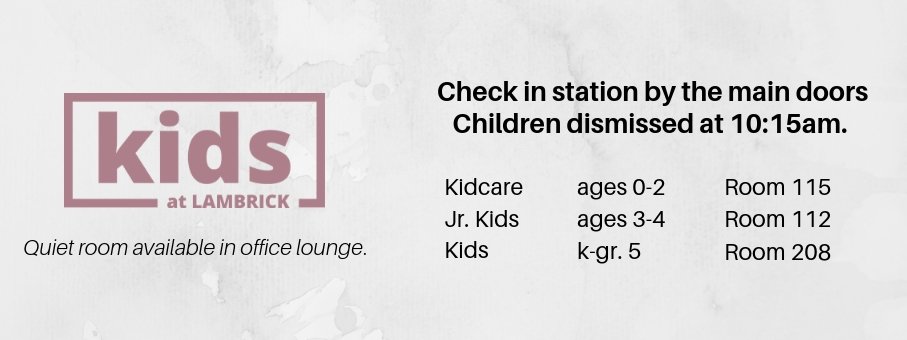 kids
at LAMBRICK
Quiet room available in office lounge.
Check in station by the main doors
Children dismissed at 10:15am.
Kidcare ages 0-2 Room 115
Jr. Kids ages 3-4 Room 112
Kids k-gr. 5 Room 208